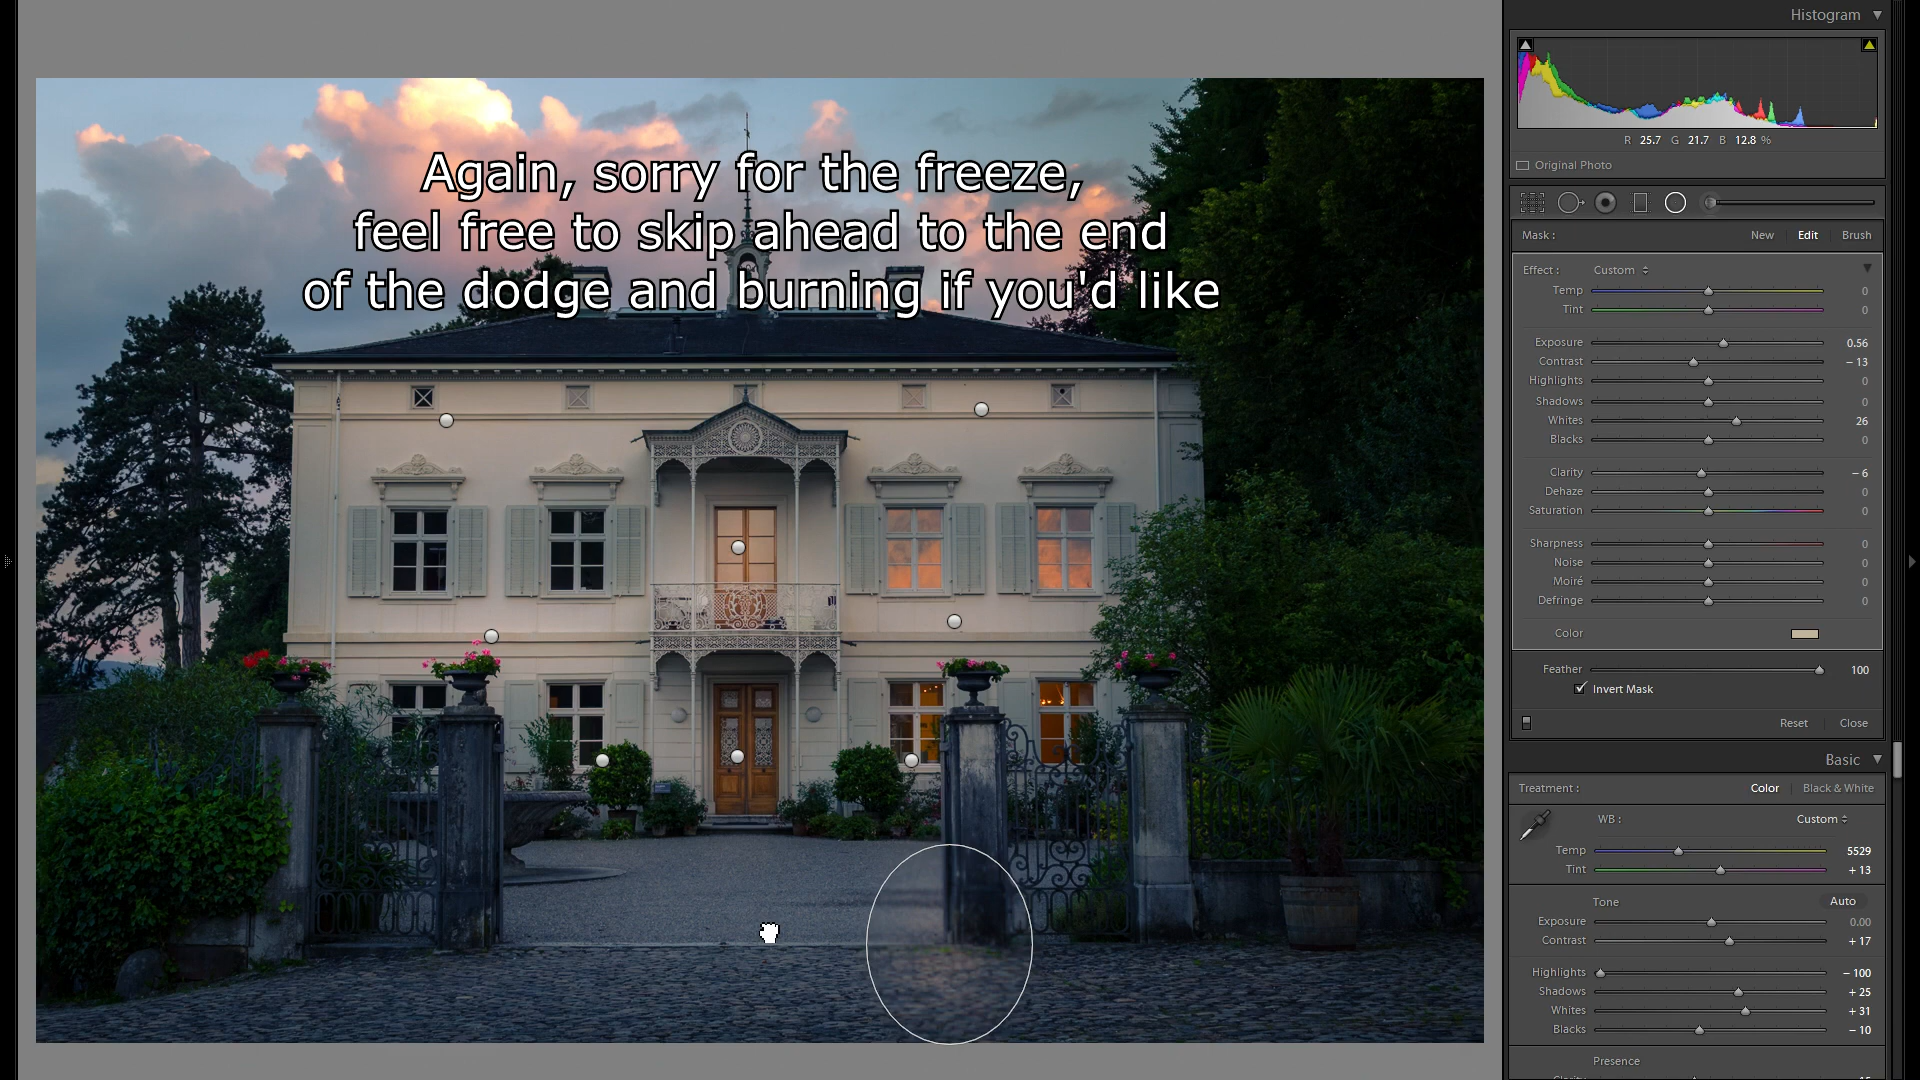 Again, sorry for the freeze,
feel free to skip ahead to the end
of the dodge and burning if you'd like
Histogram
R 25.7 G 21.7 B 12.8 %
Original Photo
Mask : New Edit Brush
Effect : Custom
Temp 0
Tint 0
Exposure 0.56
Contrast – 13
Highlights 0
Shadows 0
Whites 26
Blacks 0
Clarity – 6
Dehaze 0
Saturation 0
Sharpness 0
Noise 0
Moiré 0
Defringe 0
Color
Feather 100
Invert Mask
Reset Close
Basic
Treatment : Color Black & White
WB : Custom
Temp 5529
Tint + 13
Tone Auto
Exposure 0.00
Contrast + 17
Highlights – 100
Shadows + 25
Whites + 31
Blacks – 10
Presence